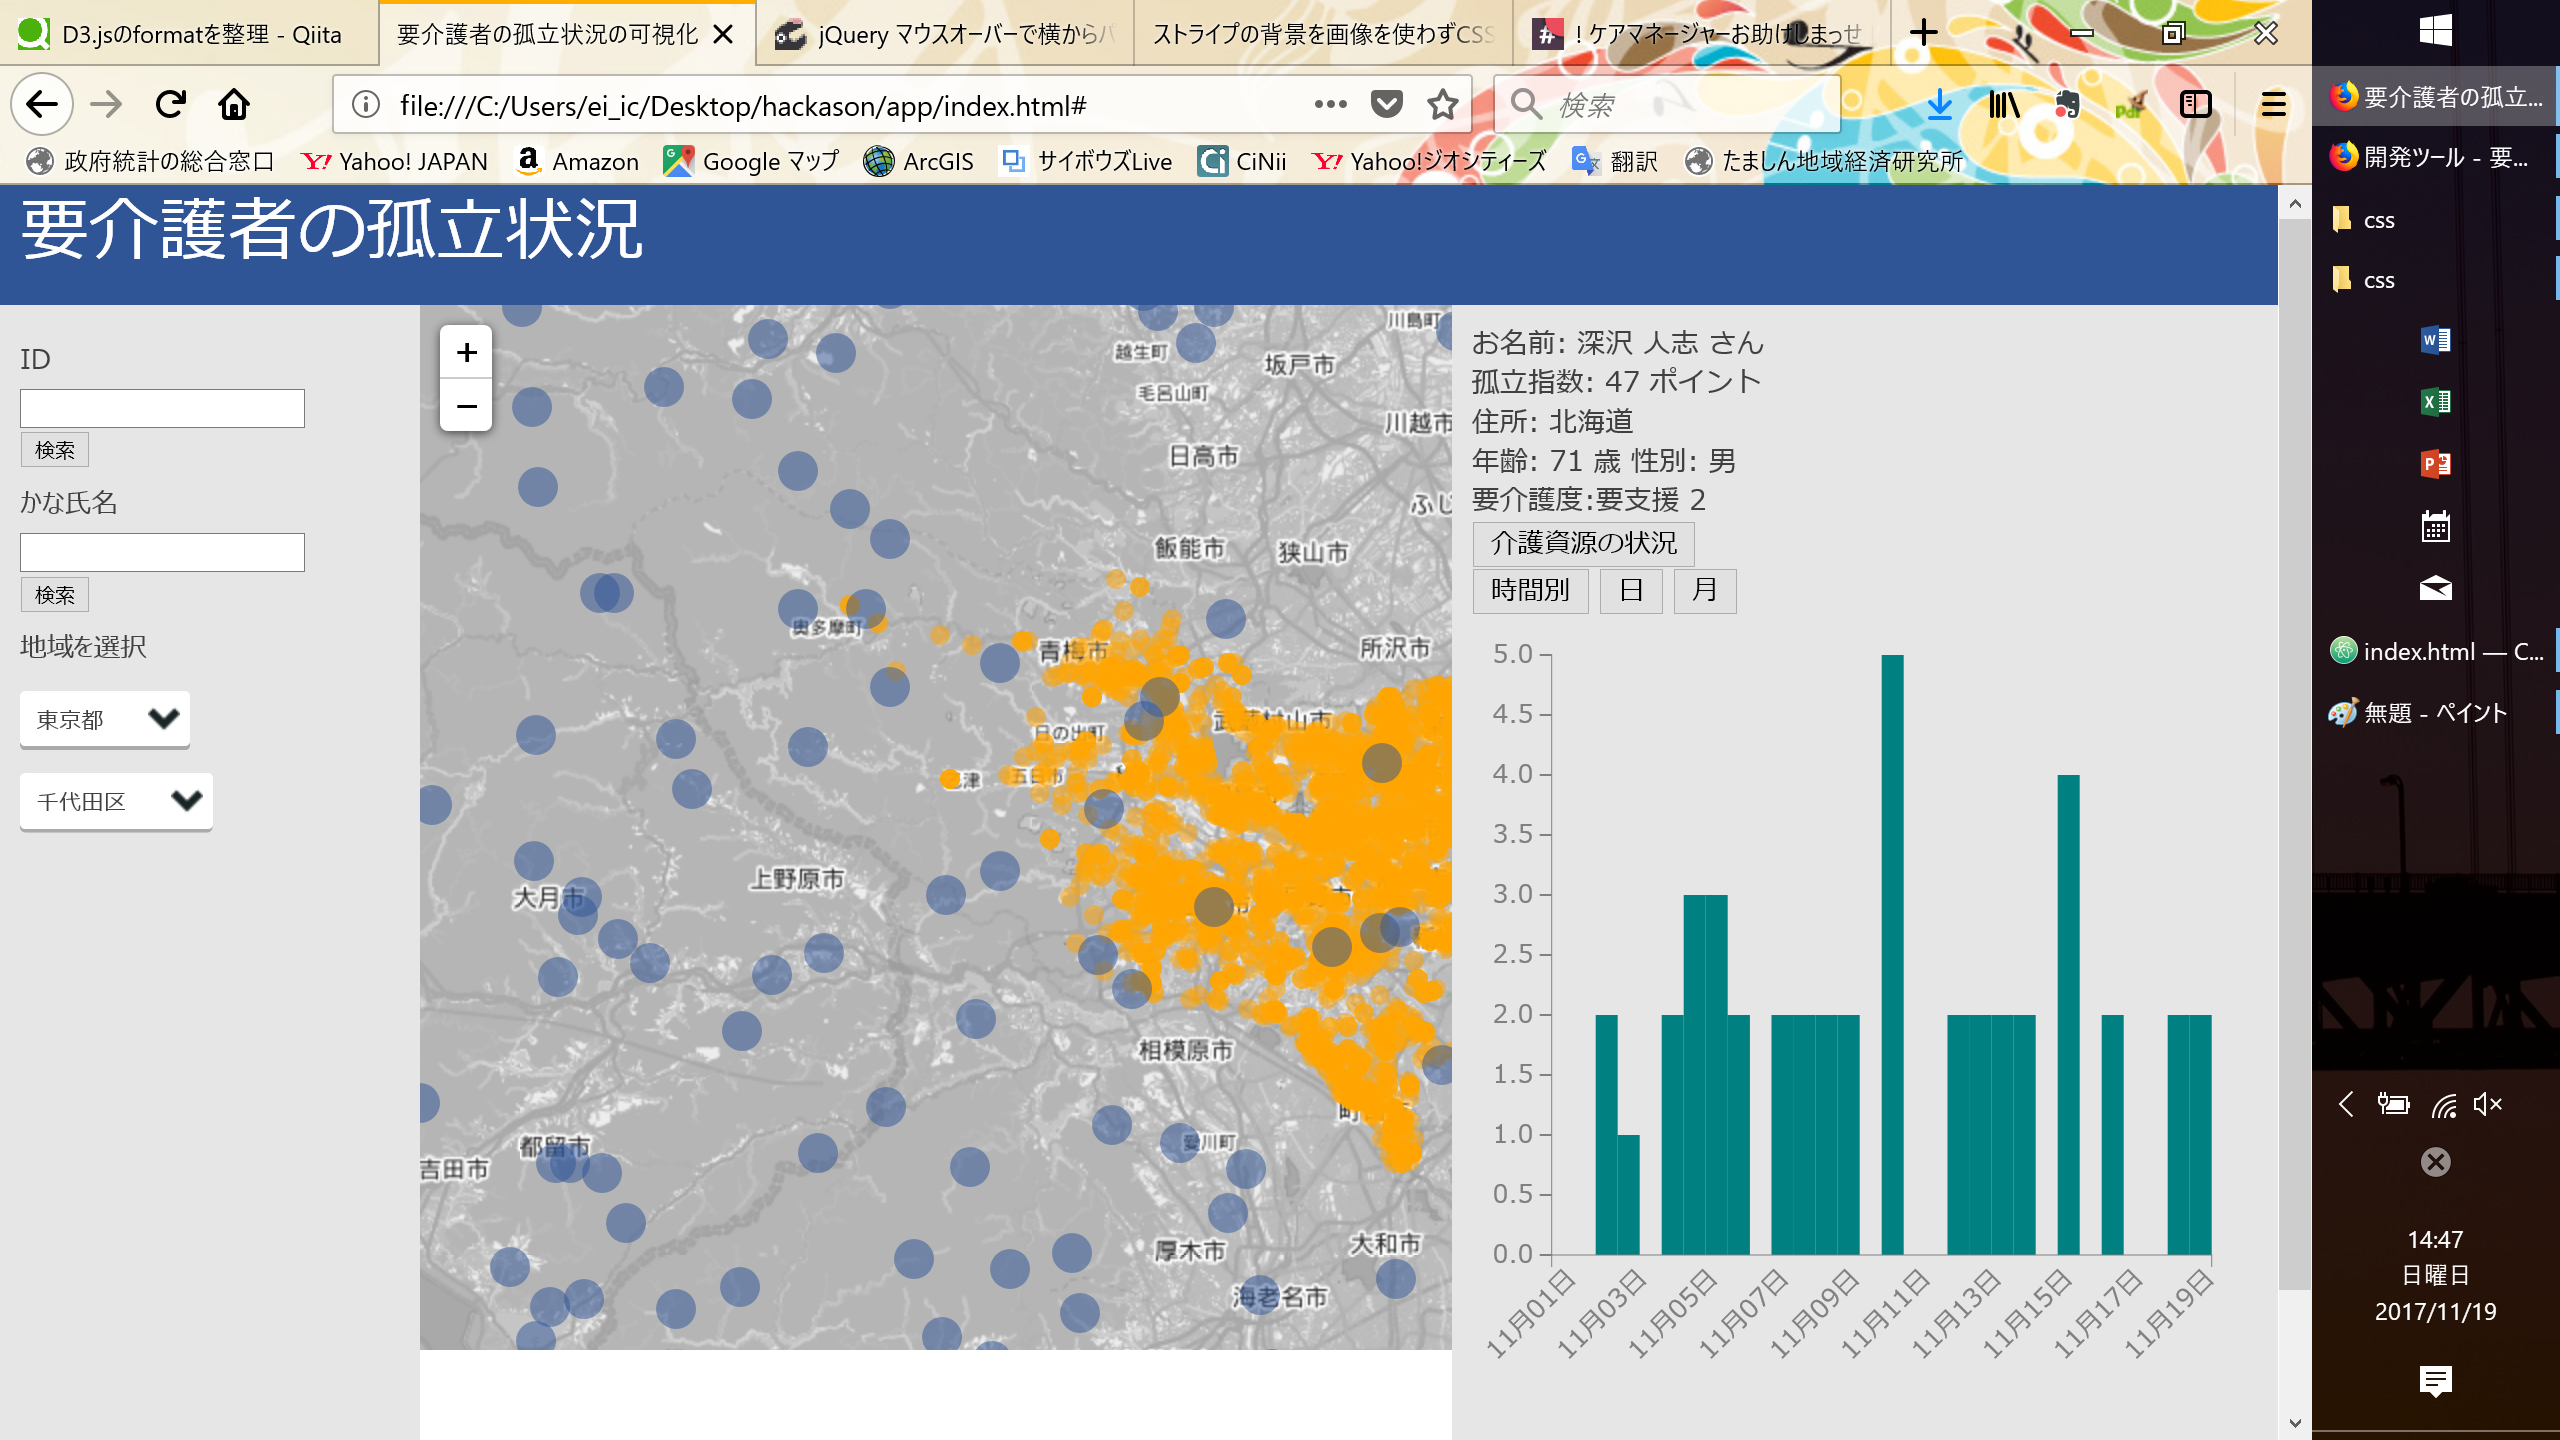 D3.jsのformatを整理 - Qiita
要介護者の孤立状況の可視化
jQuery マウスオーバーで横からパ
ストライプの背景を画像を使わずCSS
！ケアマネージャーお助けしまっせ
file:///C:/Users/ei_ic/Desktop/hackason/app/index.html#
検索
政府統計の総合窓口
Yahoo! JAPAN
Amazon
Google マップ
ArcGIS
サイボウズLive
CiNii
Yahoo!ジオシティーズ
翻訳
たましん地域経済研究所
要介護者の孤立状況
ID
検索
かな氏名
検索
地域を選択
東京都
千代田区
+
−
川島町
越生町
坂戸市
毛呂山町
川越市
日高市
ふじ
飯能市
狭山市
奥多摩町
青梅市
所沢市
武蔵村山市
日の出町
五日市
上野原市
大月市
相模原市
都留市
吉田市
愛川町
厚木市
大和市
海老名市
お名前: 深沢 人志 さん
孤立指数: 47 ポイント
住所: 北海道
年齢: 71 歳 性別: 男
要介護度:要支援 2
介護資源の状況
時間別 日 月
5.0
4.5
4.0
3.5
3.0
2.5
2.0
1.5
1.0
0.5
0.0
11月01日
11月03日
11月05日
11月07日
11月09日
11月11日
11月13日
11月15日
11月17日
11月19日
要介護者の孤立...
開発ツール - 要...
css
css
index.html — C...
無題 - ペイント
14:47
日曜日
2017/11/19